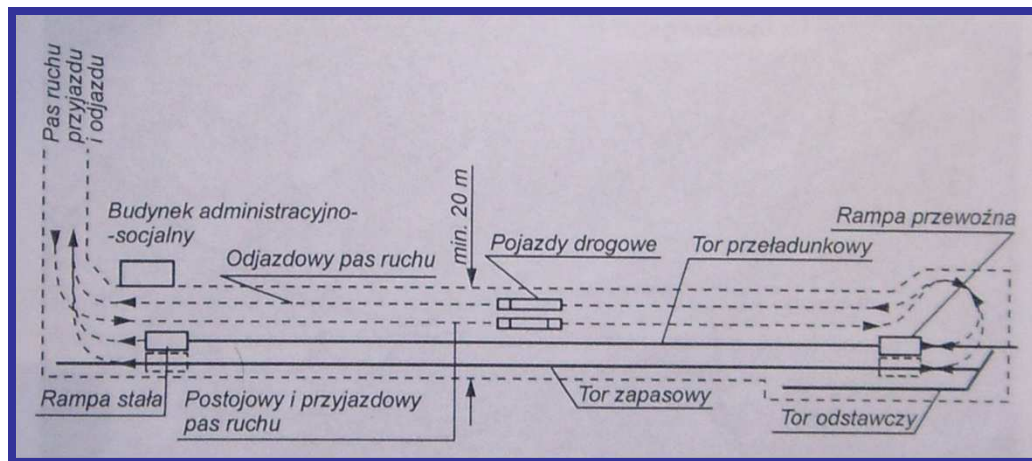 Pas ruchu
przyjazdu
i odjazdu
Budynek administracyjno-
-socjalny
Odjazdowy pas ruchu
min. 20 m
Pojazdy drogowe
Tor przeładunkowy
Rampa przewoźna
Rampa stała
Postojowy i przyjazdowy
pas ruchu
Tor zapasowy
Tor odstawczy